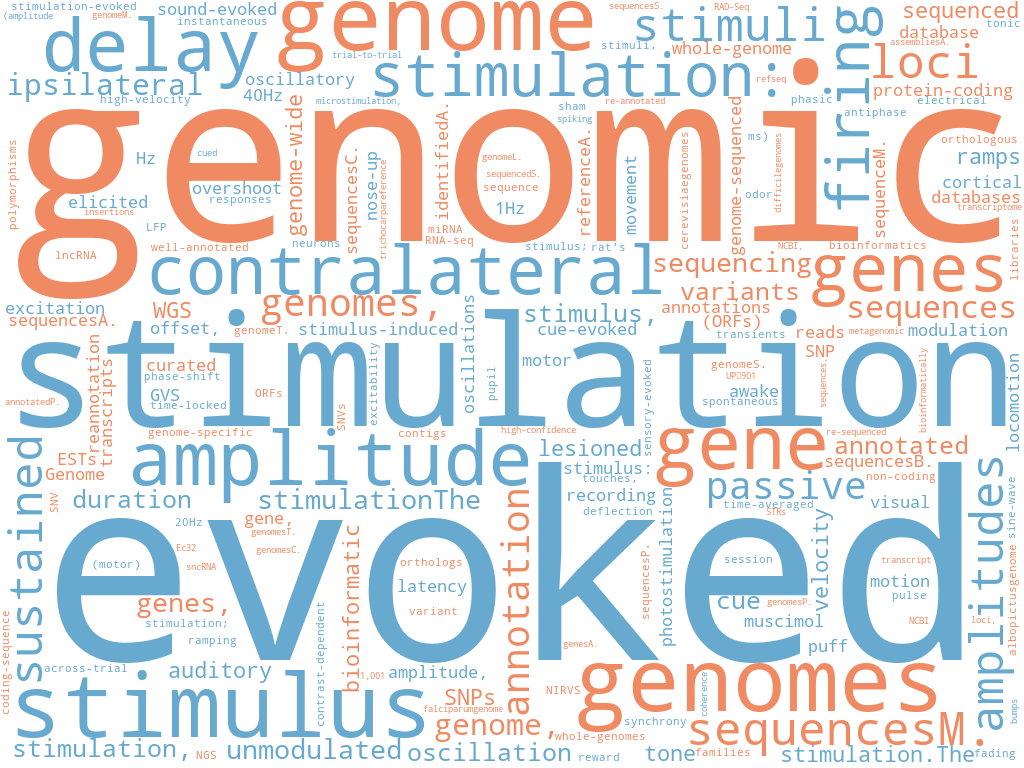 stimulation-evoked
sound-evoked
genome
stimuli
RAD-Seq
sequencesS.
sequenced
(amplitude
genomeM.
instantaneous
delay
trial-to-trial
stimuli,
whole-genome
database
tonic
assembliesA.
ipsilateral
oscillatory
stimulation:
refseq
firing
loci
protein-coding
high-velocity
40Hz
microstimulation,
sham
spiking
re-annotated
phasic
antiphase
electrical
genomic
polymorphisms
Hz
cued
genome-wide
sequencesC.
nose-up
trichocarpareference
identifiedA.
genomeL.
sequencedS.
sequence
1Hz
referenceA.
movement
cerevisiaegenomes
genome-sequenced
ms)
odor
difficilegenomes
sequenceM.
orthologous
ramps
cortical
databases
transcriptome
elicited
insertions
overshoot
responses
LFP
miRNA
RNA-seq
well-annotated
neurons
stimulus;
rat's
NCBI,
bioinformatics
libraries
lncRNA
contralateral
sequencing
genes
excitation
sequencesA.
WGS
genomes,
variants
annotations
(ORFs)
sequences
offset,
genomeT.
stimulus-induced
oscillations
stimulus,
cue-evoked
transients
reads
metagenomic
modulation
stimulation
annotatedP.
reannotation
transcripts
curated
phase-shift
GVS
time-locked
ORFs
SNVs
excitability
pupil
motor
sensory-evoked
genomeS.
awake
spontaneous
SNP
sequences,
bioinformatically
locomotion
genome-specific
contigs
high-confidence
re-sequenced
amplitude
lesioned
gene
annotated
ESTs
Genome
SNV
stimulus:
touches,
sequencesB.
non-coding
sustained
duration
stimulationThe
recording
deflection
passive
time-averaged
STRs
visual
amplitudes
sine-wave
20Hz
gene,
genomesT.
evoked
Ec32
genomesC.
sncRNA
(motor)
bioinformatic
orthologs
latency
variant
annotation
sequencesP.
photostimulation
session
velocity
transcript
motion
pulse
albopictusgenome
genes,
stimulation;
ramping
genesA.
cue
genomesP.
muscimol
NCBI
loci,
coding-sequence
across-trial
auditory
contrast-dependent
11,001
amplitude,
puff
stimulus
SNPs
falciparumgenome
NIRVS
genomes
coherence
bumps
genome,
whole-genomes
synchrony
sequencesM.
stimulation,
NGS
unmodulated
oscillation
reward
tone
families
stimulation.The
fading